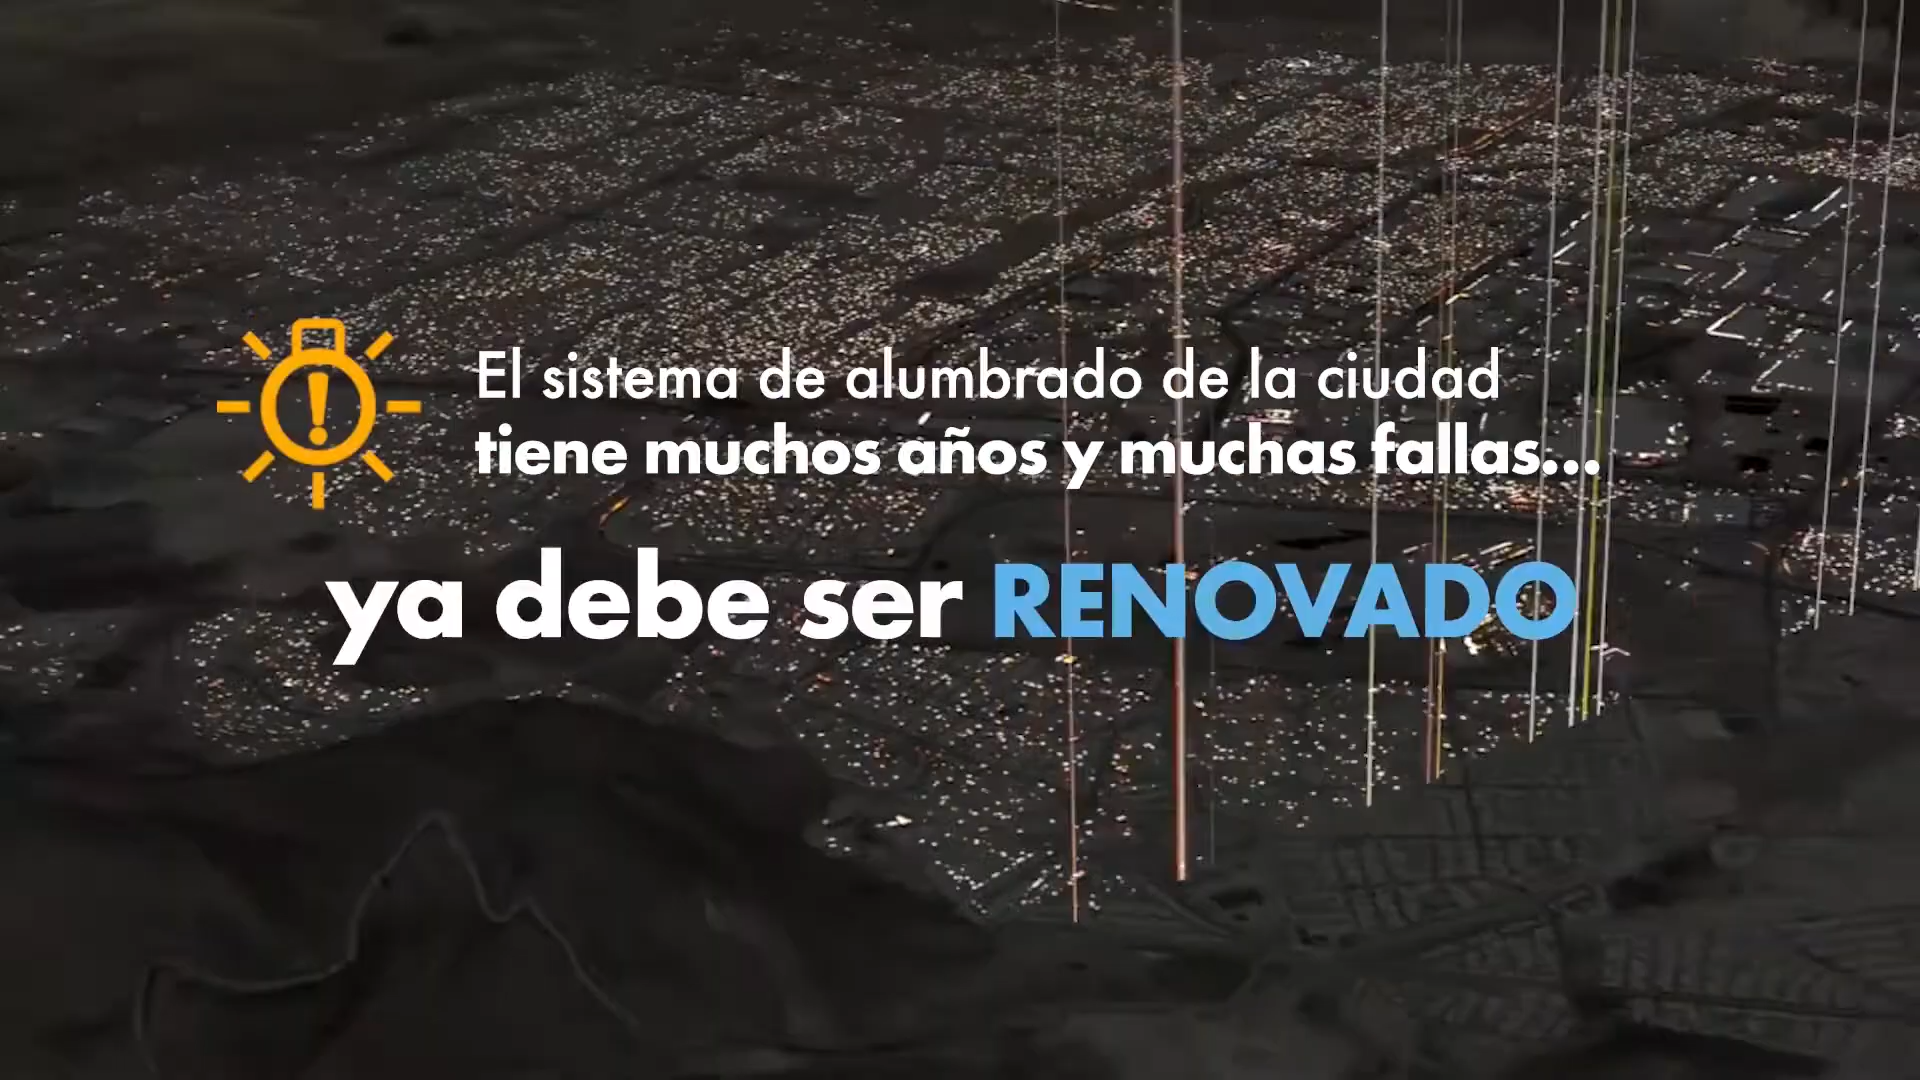 El sistema de alumbrado de la ciudad
tiene muchos años y muchas fallas...
ya debe ser RENOVADO